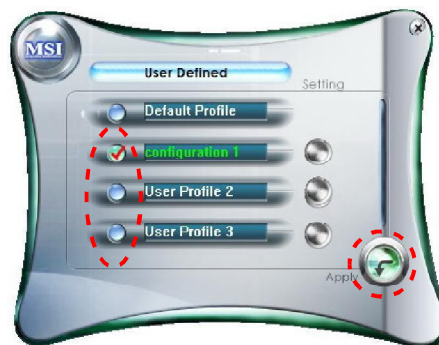 MSI
User Defined
Setting
Default Profile
configuration 1
User Profile 2
User Profile 3
Apply